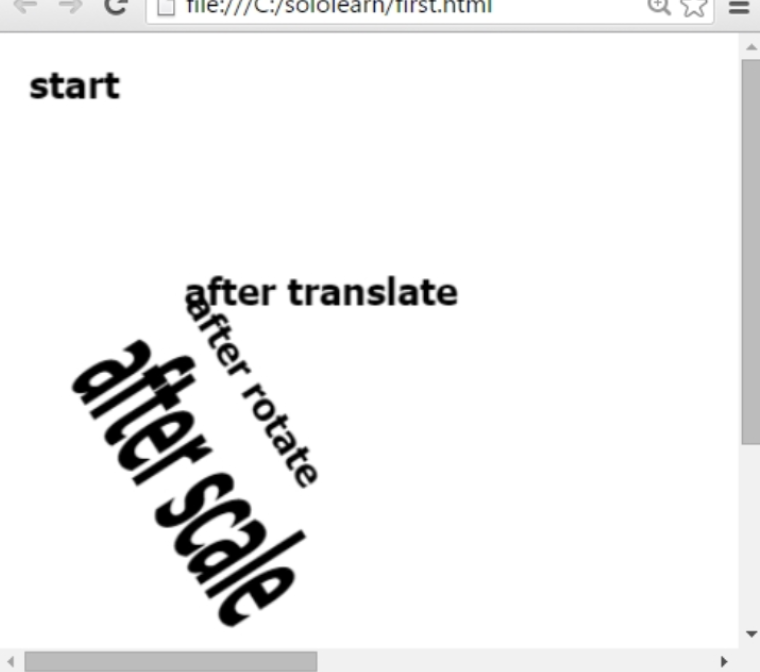 file:///C:/sololearn/first.html
start
after translate
after rotate
after scale